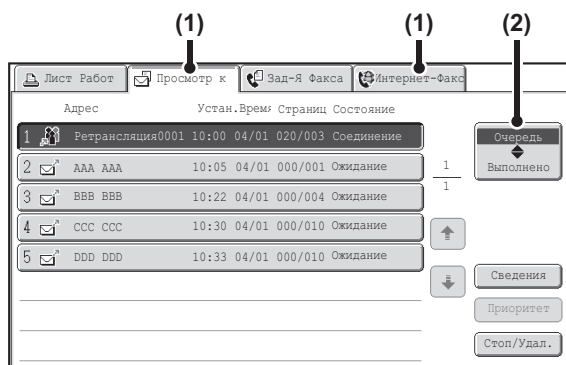 (1) (1) (2)
Лист Работ Просмотр к Зад-Я Факса Интернет-Факс
Адрес Устан.Время Страниц Состояние
1 Ретрансляция0001 10:00 04/01 020/003 Соединение
Очередь
Выполнено
2 AAA AAA 10:05 04/01 000/001 Ожидание
1
1
3 BBB BBB 10:22 04/01 000/004 Ожидание
4 CCC CCC 10:30 04/01 000/010 Ожидание
5 DDD DDD 10:33 04/01 000/010 Ожидание
Сведения
Приоритет
Стоп/Удал.